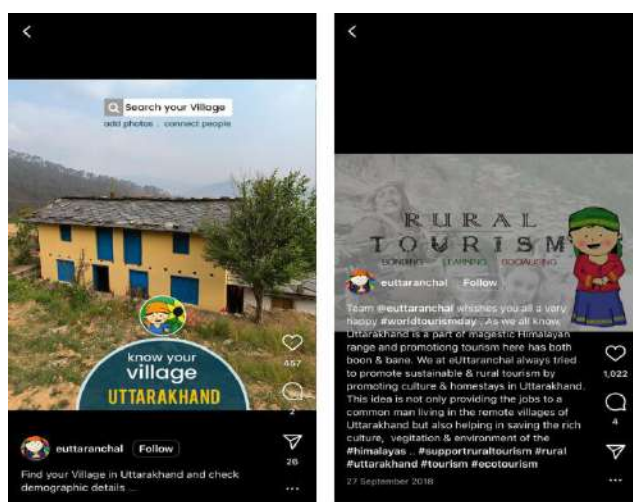 Search your Village
add photos . connect people
know your
village
UTTARAKHAND
457
2
26
euttaranchal Follow
Find your Village in Uttarakhand and check
demographic details ...
RURAL
TOURISM
BONDING LEARNING SOCIALISING
euttaranchal Follow
Team @euttaranchal whishes you all a very
happy #worldtourismday . As we all know,
Uttarakhand is a part of magestic Himalayan
range and promotiong tourism here has both
boon & bane. We at eUttaranchal always tried
to promote sustainable & rural tourism by
promoting culture & homestays in Uttarakhand.
This idea is not only providing the jobs to a
common man living in the remote villages of
Uttarakhand but also helping in saving the rich
culture, vegitation & environment of the
#himalayas .. #supportruraltourism #rural
#uttarakhand #tourism #ecotourism
27 September 2018
1,022
4